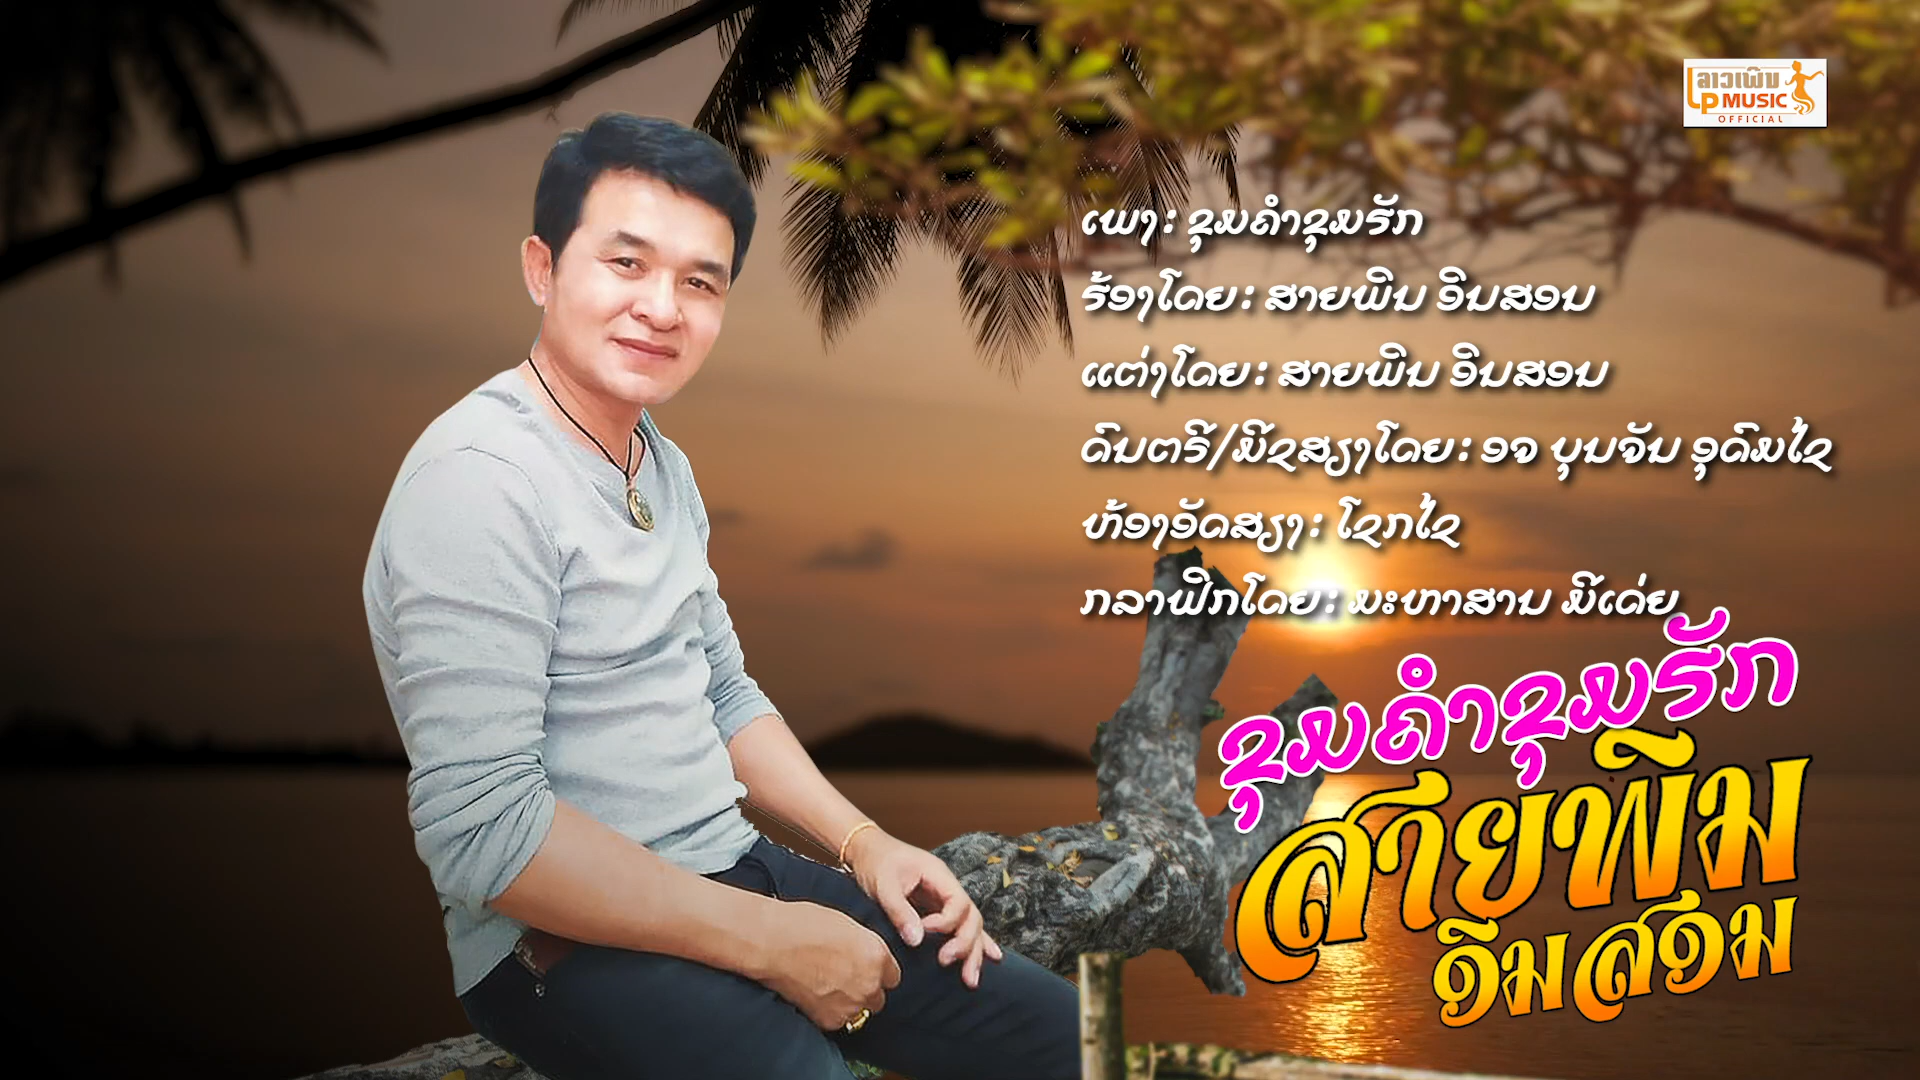 ລາວເພີນ
LP MUSIC
OFFICIAL
ເພງ: ຂຸມຄຳຂຸມຮັກ
ຮ້ອງໂດຍ: ສາຍພິນ ອິນສອນ
ແຕ່ງໂດຍ: ສາຍພິນ ອິນສອນ
ດົນຕຣີ/ມິ໊ຊສຽງໂດຍ: ອຈ ບຸນຈັນ ອຸດົມໄຊ
ຫ້ອງອັດສຽງ: ໂຊກໄຊ
ກລາຟິກໂດຍ: ມະຫາສານ ມີເດ່ຍ
ຂຸມຄຳຂຸມຮັກ
ສາຍພິນ
ອິນສອນ